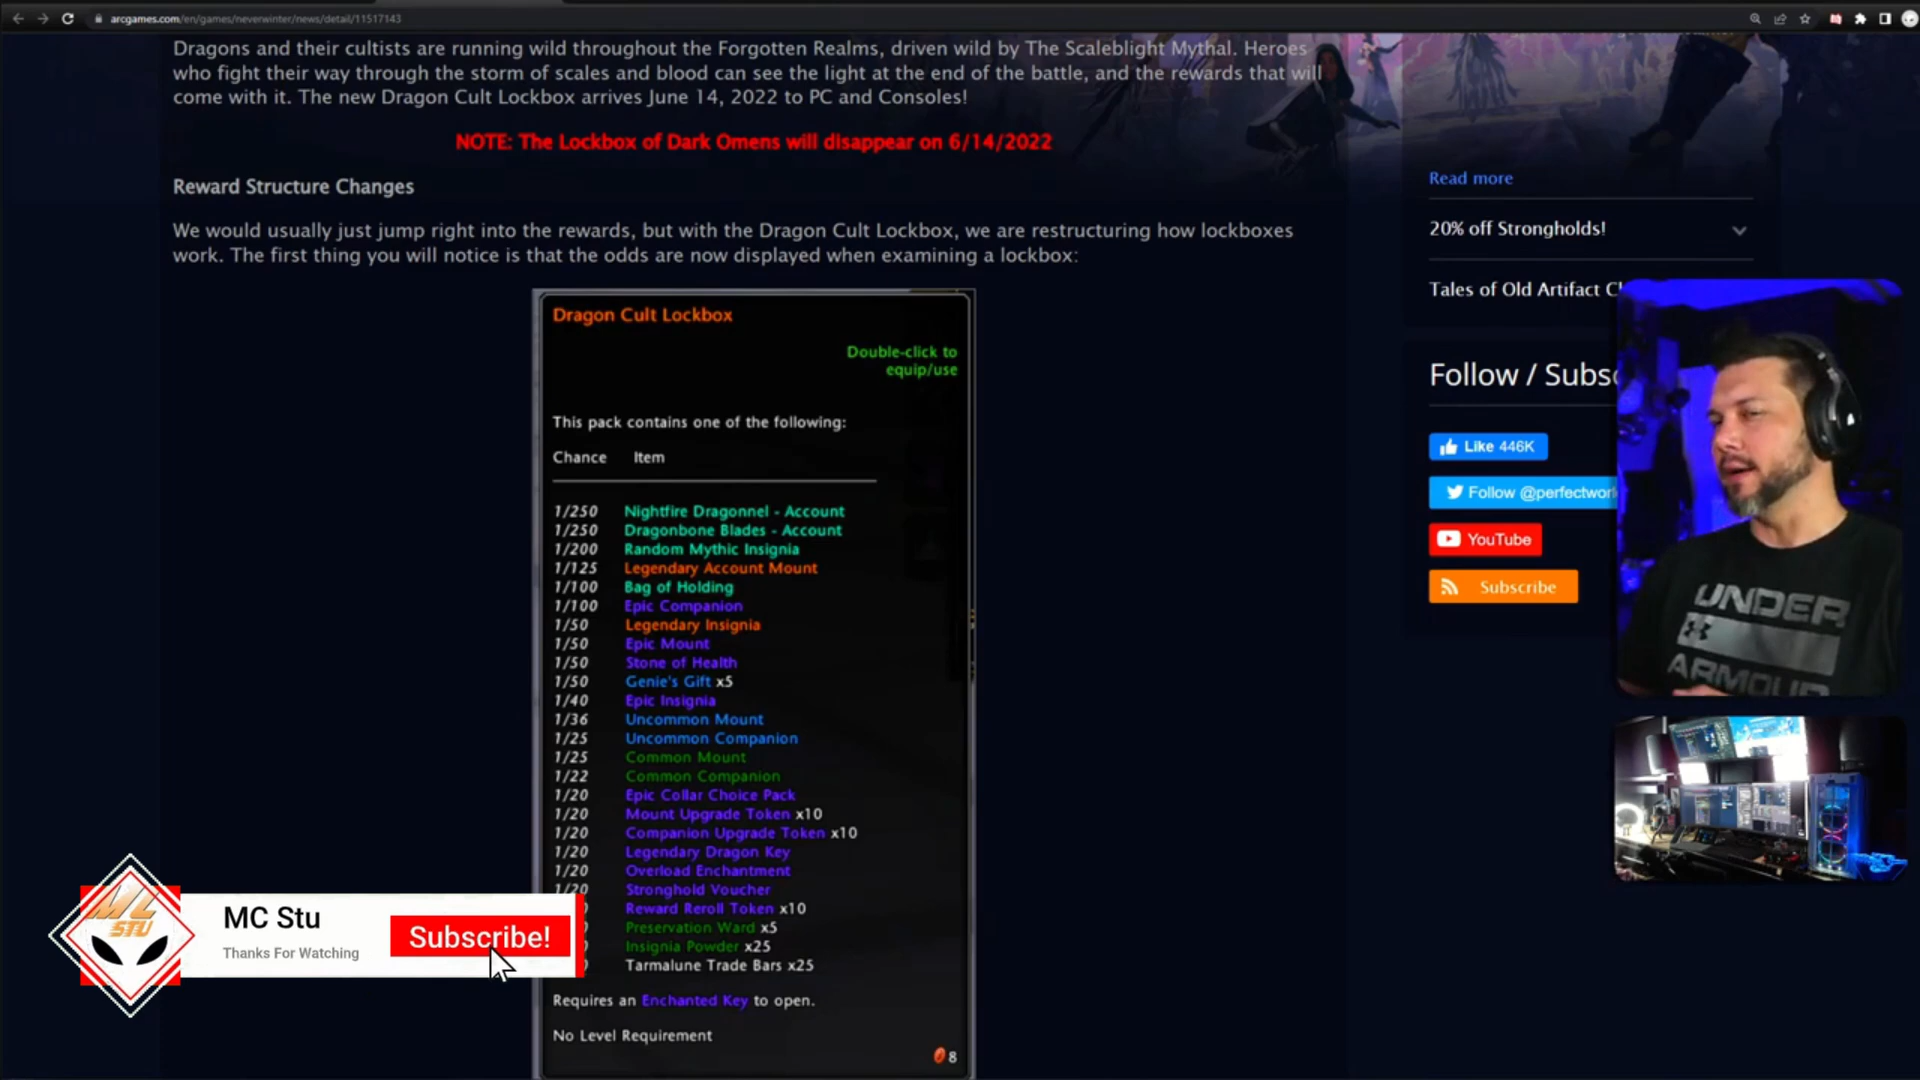 arcgames.com/en/games/neverwinter/news/detail/11517143
Dragons and their cultists are running wild throughout the Forgotten Realms, driven wild by The Scaleblight Mythal. Heroes
who fight their way through the storm of scales and blood can see the light at the end of the battle, and the rewards that will
come with it. The new Dragon Cult Lockbox arrives June 14, 2022 to PC and Consoles!
NOTE: The Lockbox of Dark Omens will disappear on 6/14/2022
Reward Structure Changes
We would usually just jump right into the rewards, but with the Dragon Cult Lockbox, we are restructuring how lockboxes
work. The first thing you will notice is that the odds are now displayed when examining a lockbox:
Dragon Cult Lockbox
Double-click to
equip/use
This pack contains one of the following:
Chance Item
1/250 Nightfire Dragonnel - Account
1/250 Dragonbone Blades - Account
1/200 Random Mythic Insignia
1/125 Legendary Account Mount
1/100 Bag of Holding
1/100 Epic Companion
1/50 Legendary Insignia
1/50 Epic Mount
1/50 Stone of Health
1/50 Genie's Gift x5
1/40 Epic Insignia
1/36 Uncommon Mount
1/25 Uncommon Companion
1/25 Common Mount
1/22 Common Companion
1/20 Epic Collar Choice Pack
1/20 Mount Upgrade Token x10
1/20 Companion Upgrade Token x10
1/20 Legendary Dragon Key
1/20 Overload Enchantment
1/20 Stronghold Voucher
Reward Reroll Token x10
Preservation Ward x5
Insignia Powder x25
Tarmalune Trade Bars x25
Requires an Enchanted Key to open.
No Level Requirement
8
Read more
20% off Strongholds!
Tales of Old Artifact
Follow /
Like 446K
Follow
YouTube
Subscribe
UNDER
ARMOUR
MC STU
MC Stu
Thanks For Watching
Subscribe!